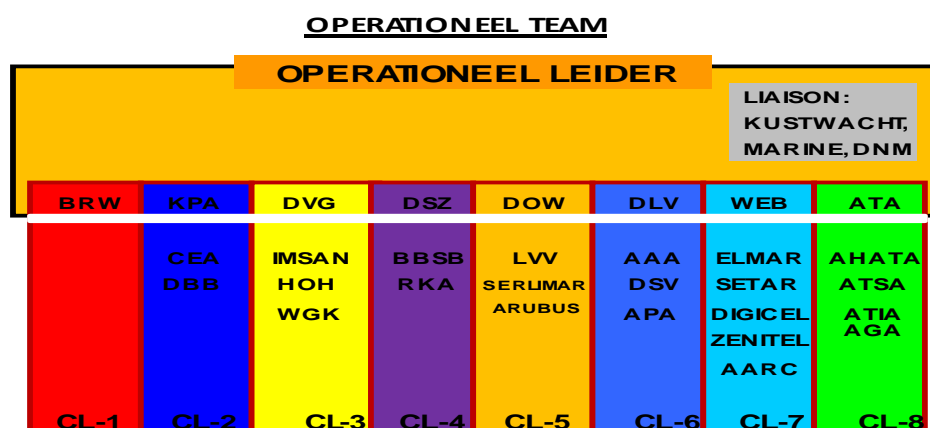 OPERATIONEEL TEAM
OPERATIONEEL LEIDER
LIAISON:
KUSTWACHT,
MARINE, DNM
BRW KPA DVG DSZ DOW DLV WEB ATA
CEA IMSAN BBSB LVV AAA ELMAR AHATA
DBB HOH RKA SERLIMAR DSV SETAR ATSA
WGK ARUBUS APA DIGICEL ATIA
ZENITEL AGA
AARC
CL-1 CL-2 CL-3 CL-4 CL-5 CL-6 CL-7 CL-8